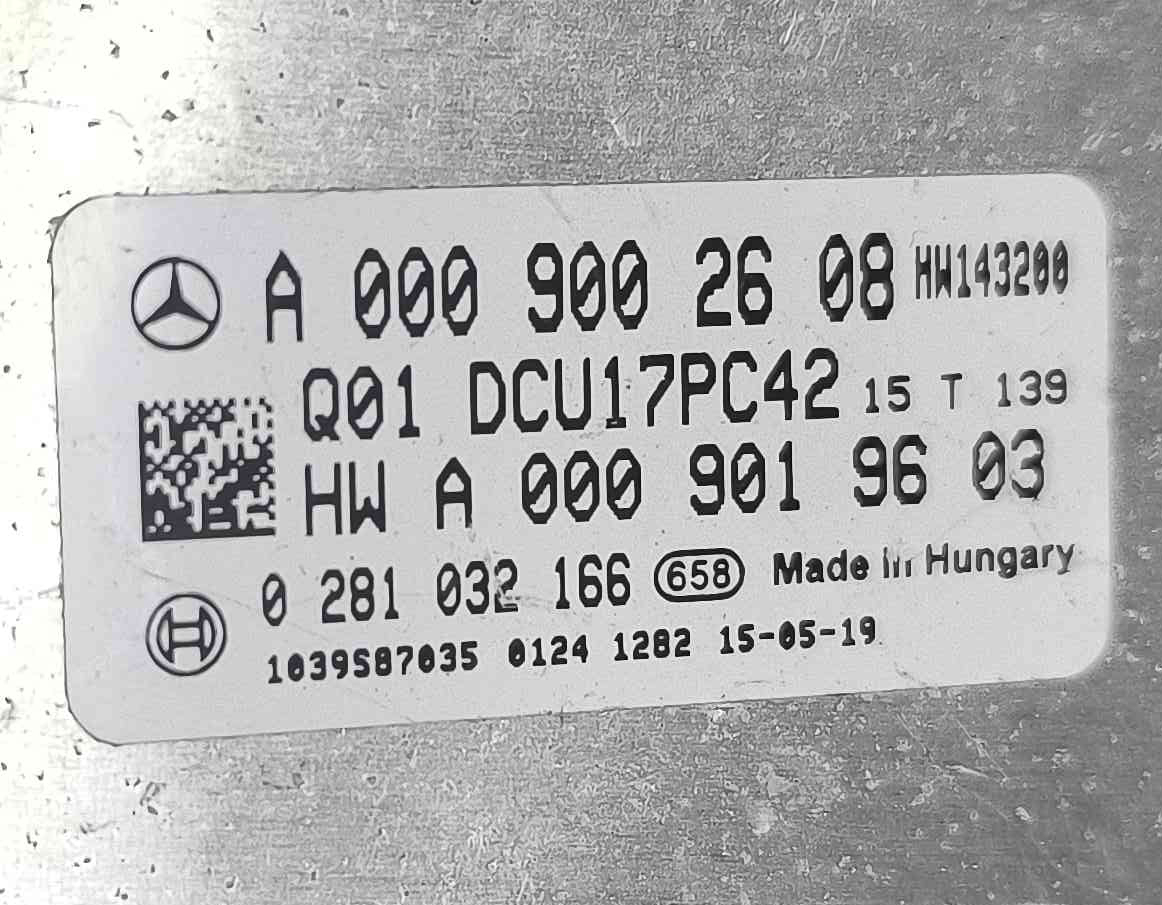 A 000 900 26 08 HW143200
Q01 DCU17PC42 15 T 139
HW A 000 901 96 03
0 281 032 166 658 Made in Hungary
1039S87035 0124 1282 15-05-19